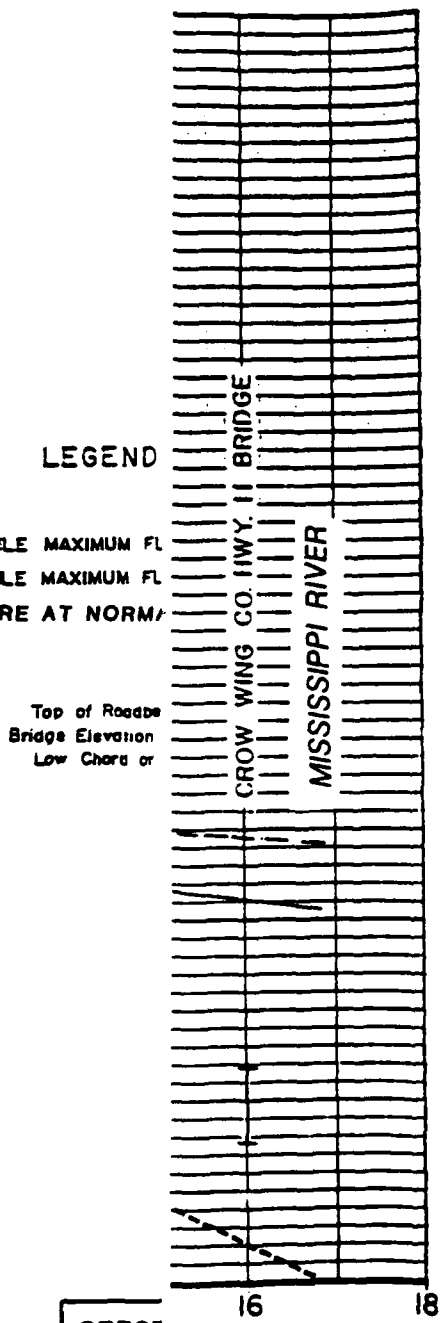 LEGEND
LE MAXIMUM FL
LE MAXIMUM FL
RE AT NORMA
Top of Roadbe
Bridge Elevation
Low Chord or
CROW WING CO. HWY. 11 BRIDGE
MISSISSIPPI RIVER
16 18